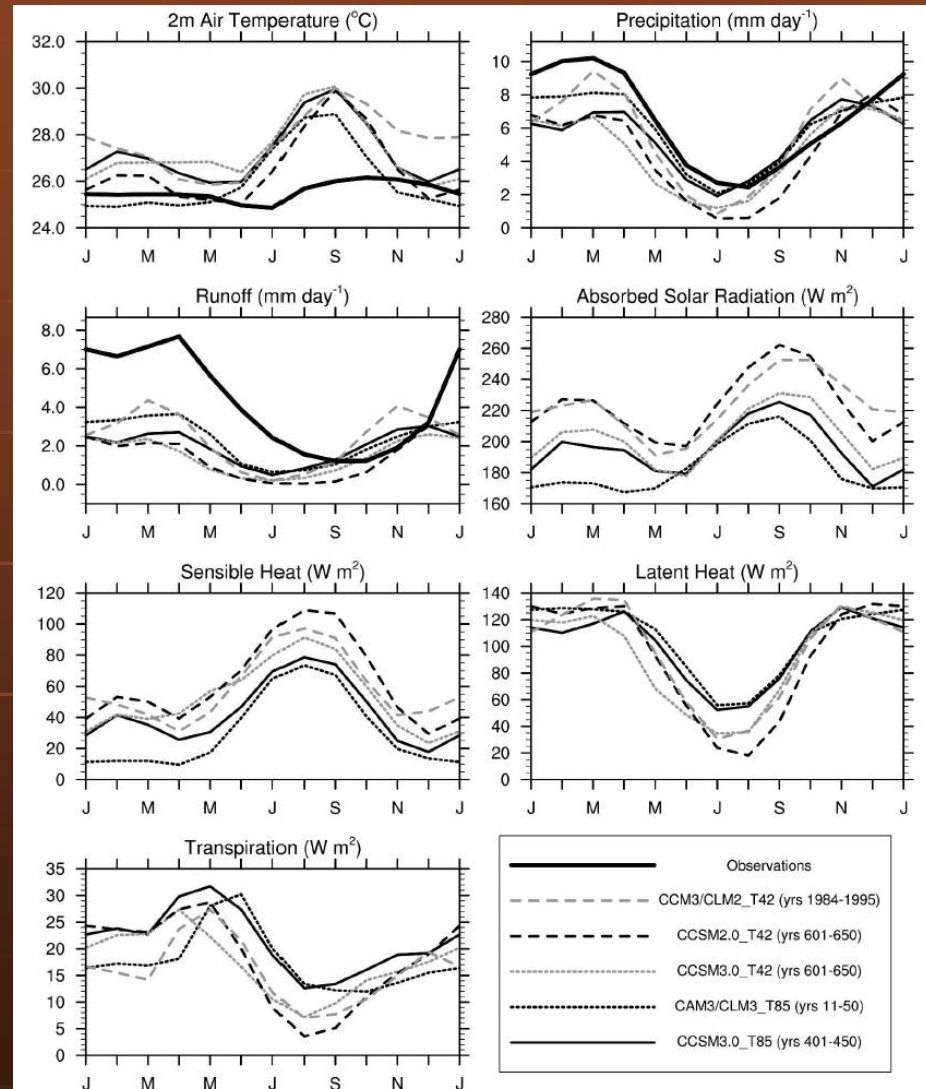 2m Air Temperature (°C)
32.0
30.0
28.0
26.0
24.0
J M M J S N J
Precipitation (mm day⁻¹)
10
8
6
4
2
0
J M M J S N J
Runoff (mm day⁻¹)
8.0
6.0
4.0
2.0
0.0
J M M J S N J
Absorbed Solar Radiation (W m²)
280
260
240
220
200
180
160
J M M J S N J
Sensible Heat (W m²)
120
100
80
60
40
20
0
J M M J S N J
Latent Heat (W m²)
140
120
100
80
60
40
20
0
J M M J S N J
Transpiration (W m²)
35
30
25
20
15
10
5
0
J M M J S N J
Observations
CCM3/CLM2_T42 (yrs 1984-1995)
CCSM2.0_T42 (yrs 601-650)
CCSM3.0_T42 (yrs 601-650)
CAM3/CLM3_T85 (yrs 11-50)
CCSM3.0_T85 (yrs 401-450)